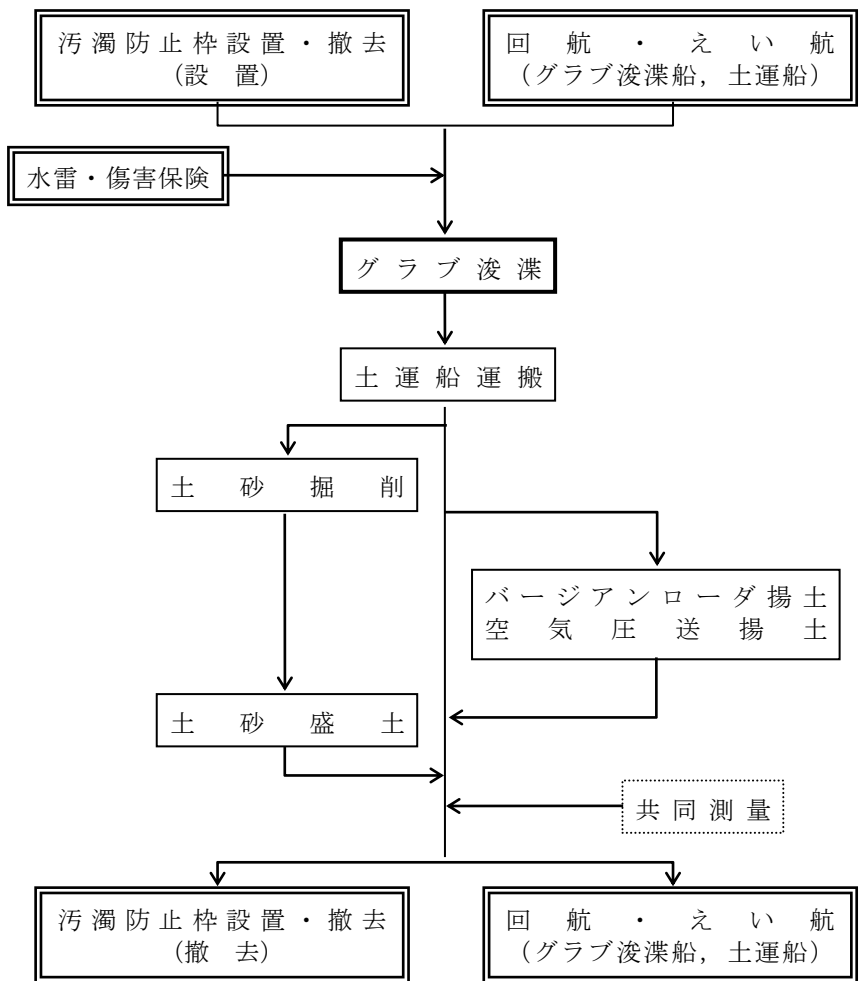 汚濁防止枠設置・撤去
(設 置)
回航・えい航
(グラブ浚渫船，土運船)
水雷・傷害保険
グラブ浚渫
土運船運搬
土砂掘削
バージアンローダ揚土
空気圧送揚土
土砂盛土
共同測量
汚濁防止枠設置・撤去
(撤 去)
回航・えい航
(グラブ浚渫船，土運船)